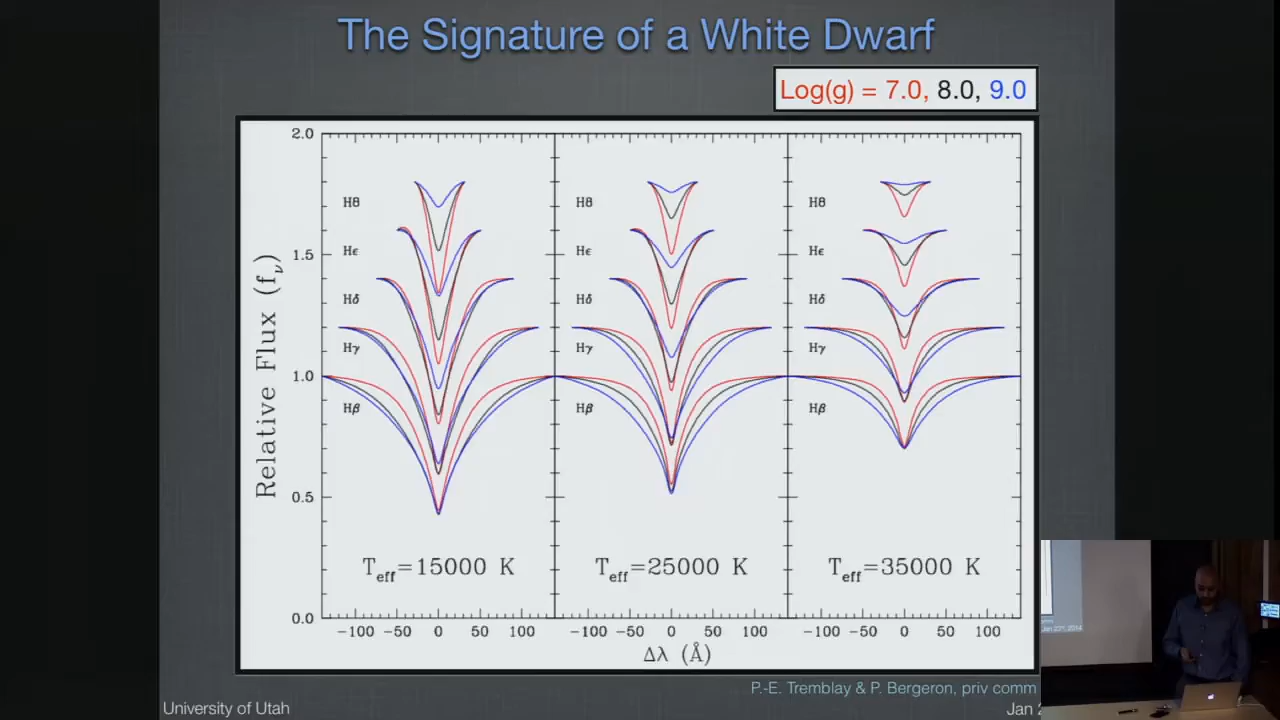 The Signature of a White Dwarf
Log(g) = 7.0, 8.0, 9.0
Relative Flux (fν)
2.0
1.5
1.0
0.5
0.0
H8
Hϵ
Hδ
Hγ
Hβ
Teff=15000 K
H8
Hϵ
Hδ
Hγ
Hβ
Teff=25000 K
H8
Hϵ
Hδ
Hγ
Hβ
Teff=35000 K
−100 −50 0 50 100
−100 −50 0 50 100
−100 −50 0 50 100
Δλ (Å)
P.-E. Tremblay & P. Bergeron, priv comm
University of Utah
Jan